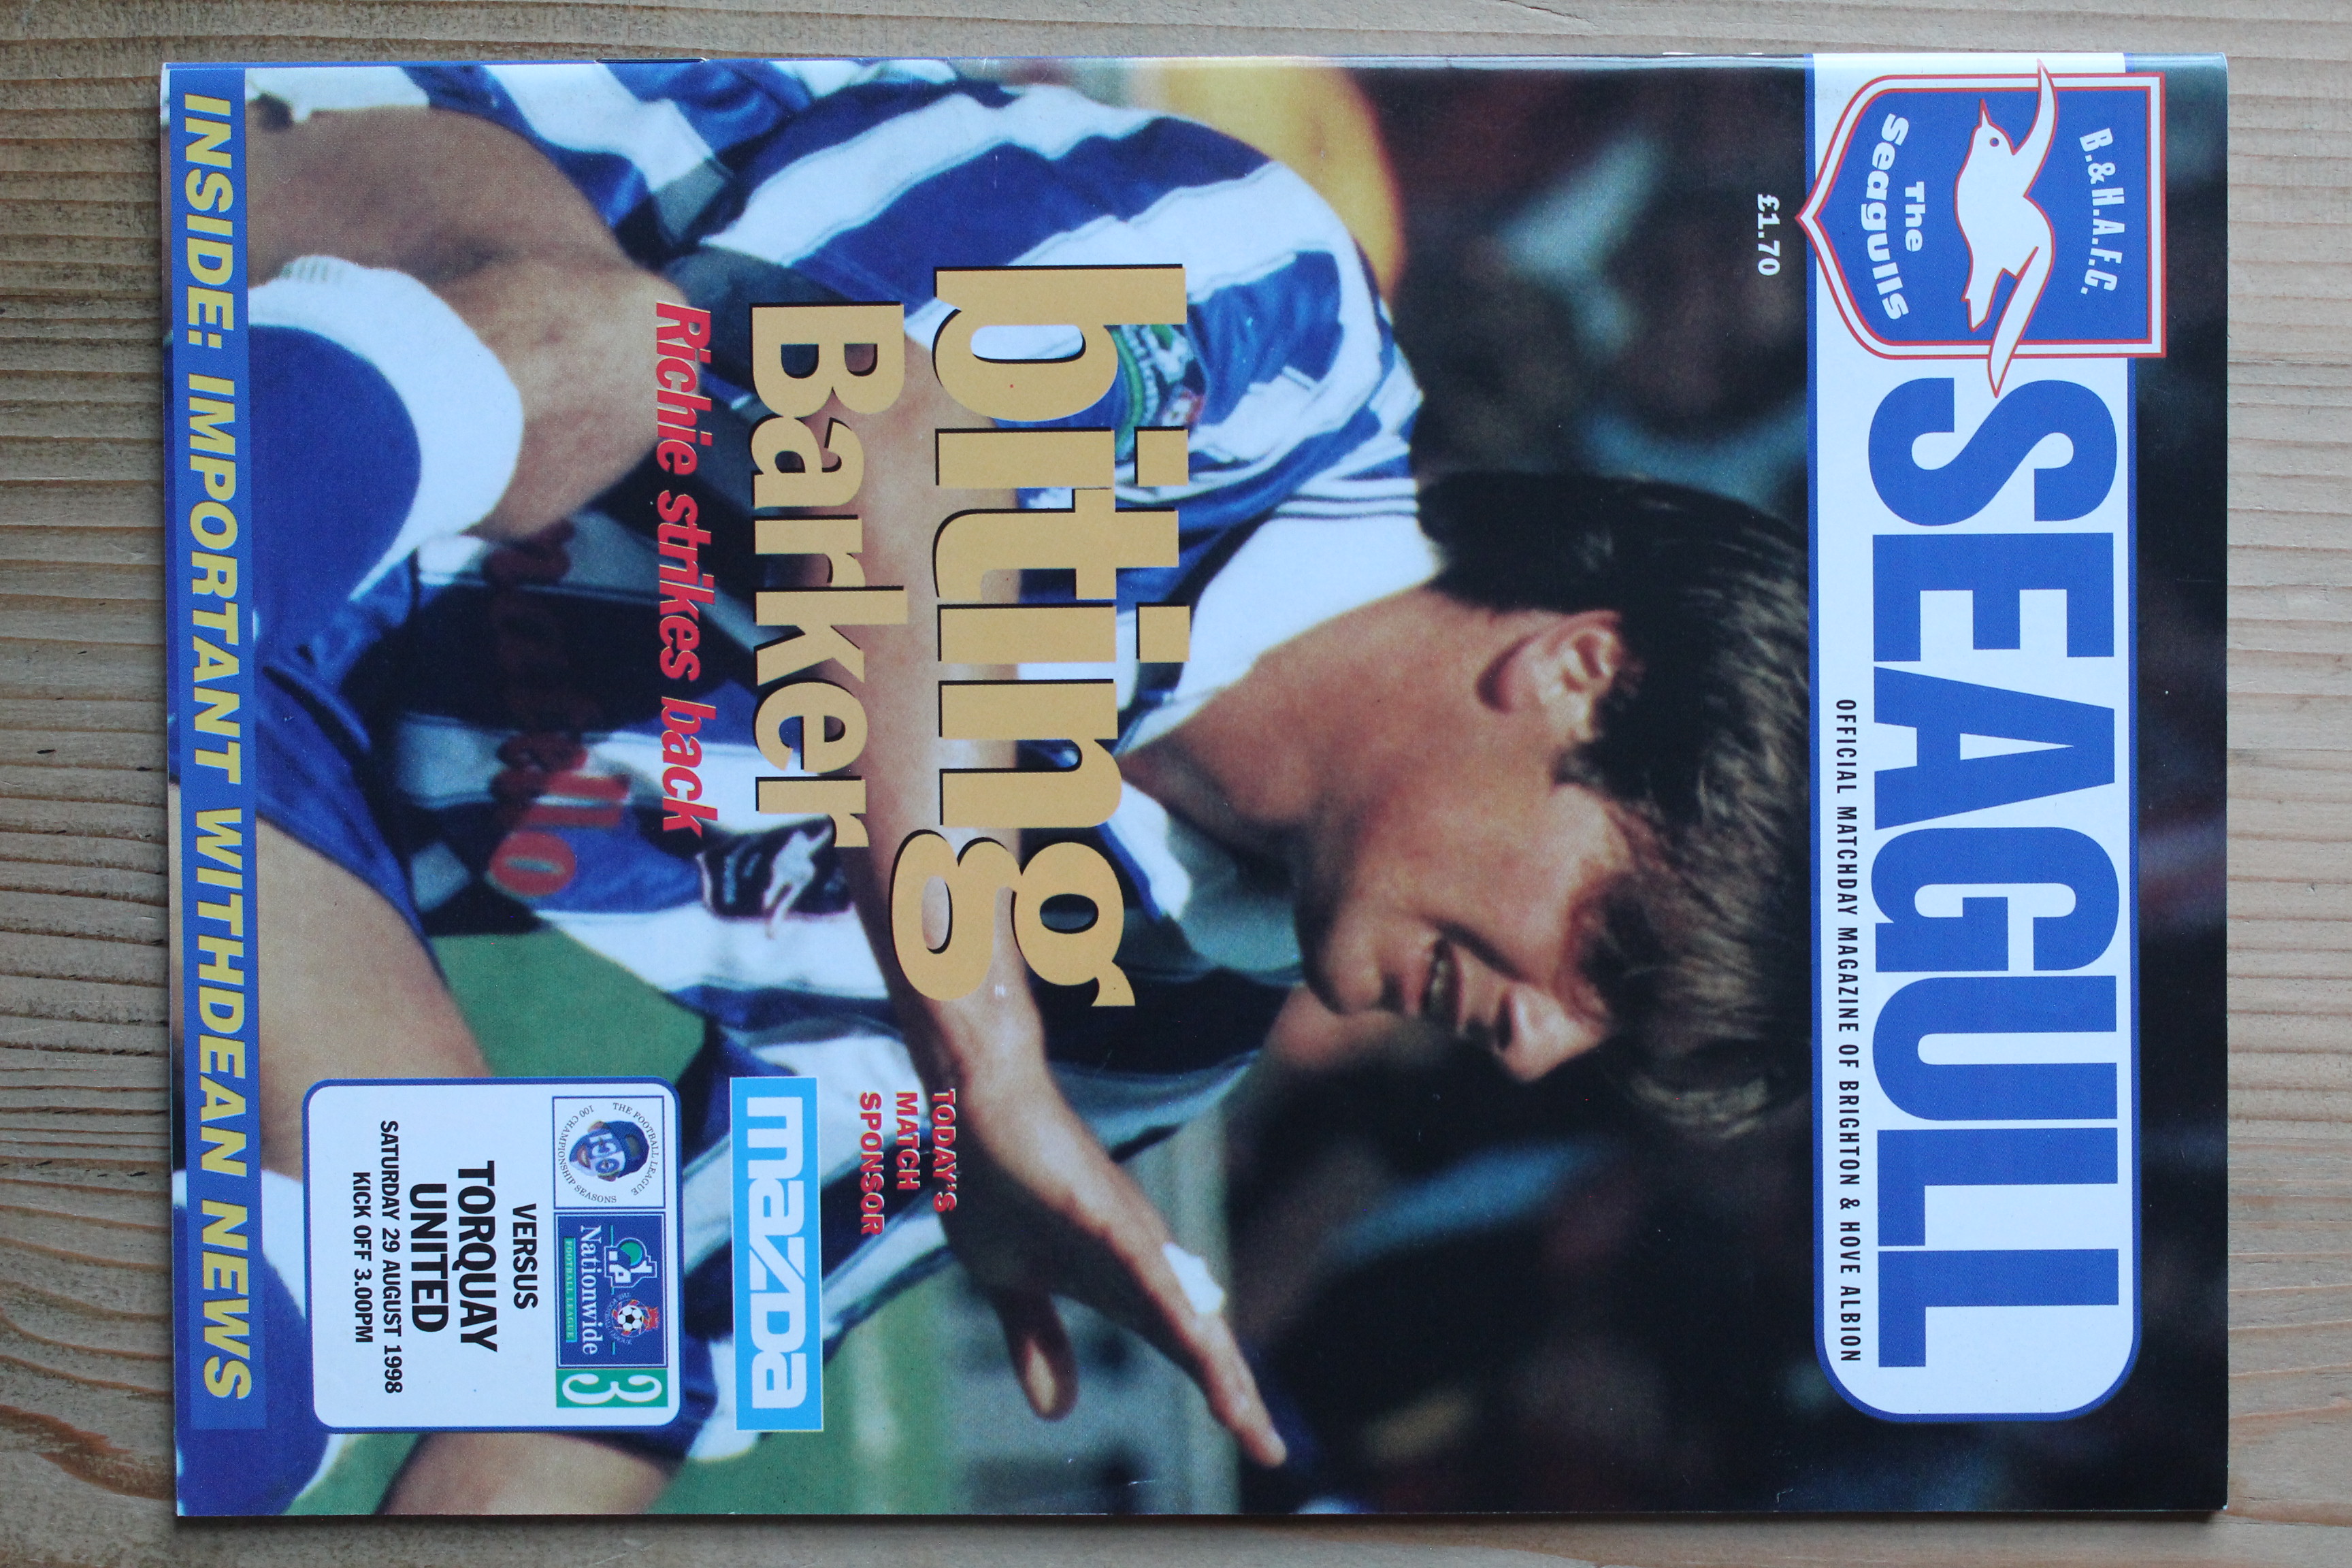 B.&H.A.F.C.
The
Seagulls
SEAGULL
OFFICIAL MATCHDAY MAGAZINE OF BRIGHTON & HOVE ALBION
£1.70
biting
Barker
Richie strikes back
TODAY'S
MATCH
SPONSOR
mazda
THE FOOTBALL LEAGUE
100 CHAMPIONSHIP SEASONS
100
Nationwide
FOOTBALL LEAGUE
3
VERSUS
TORQUAY
UNITED
SATURDAY 29 AUGUST 1998
KICK OFF 3.00PM
INSIDE: IMPORTANT WITHDEAN NEWS